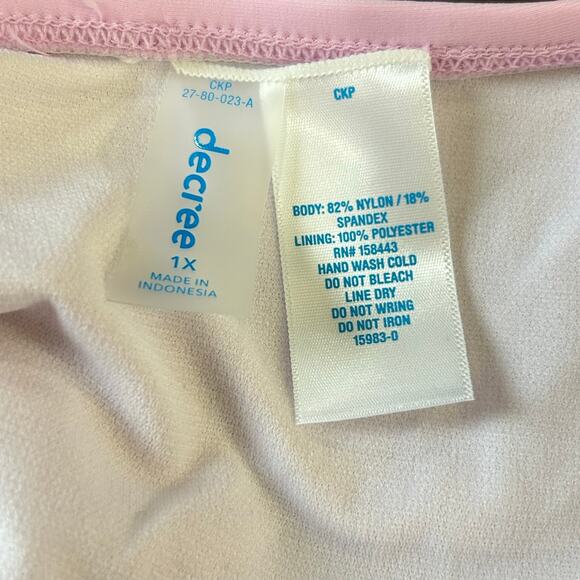 CKP
27-80-023-A
decree
1X
MADE IN
INDONESIA
CKP
BODY: 82% NYLON / 18%
SPANDEX
LINING: 100% POLYESTER
RN# 158443
HAND WASH COLD
DO NOT BLEACH
LINE DRY
DO NOT WRING
DO NOT IRON
15983-0